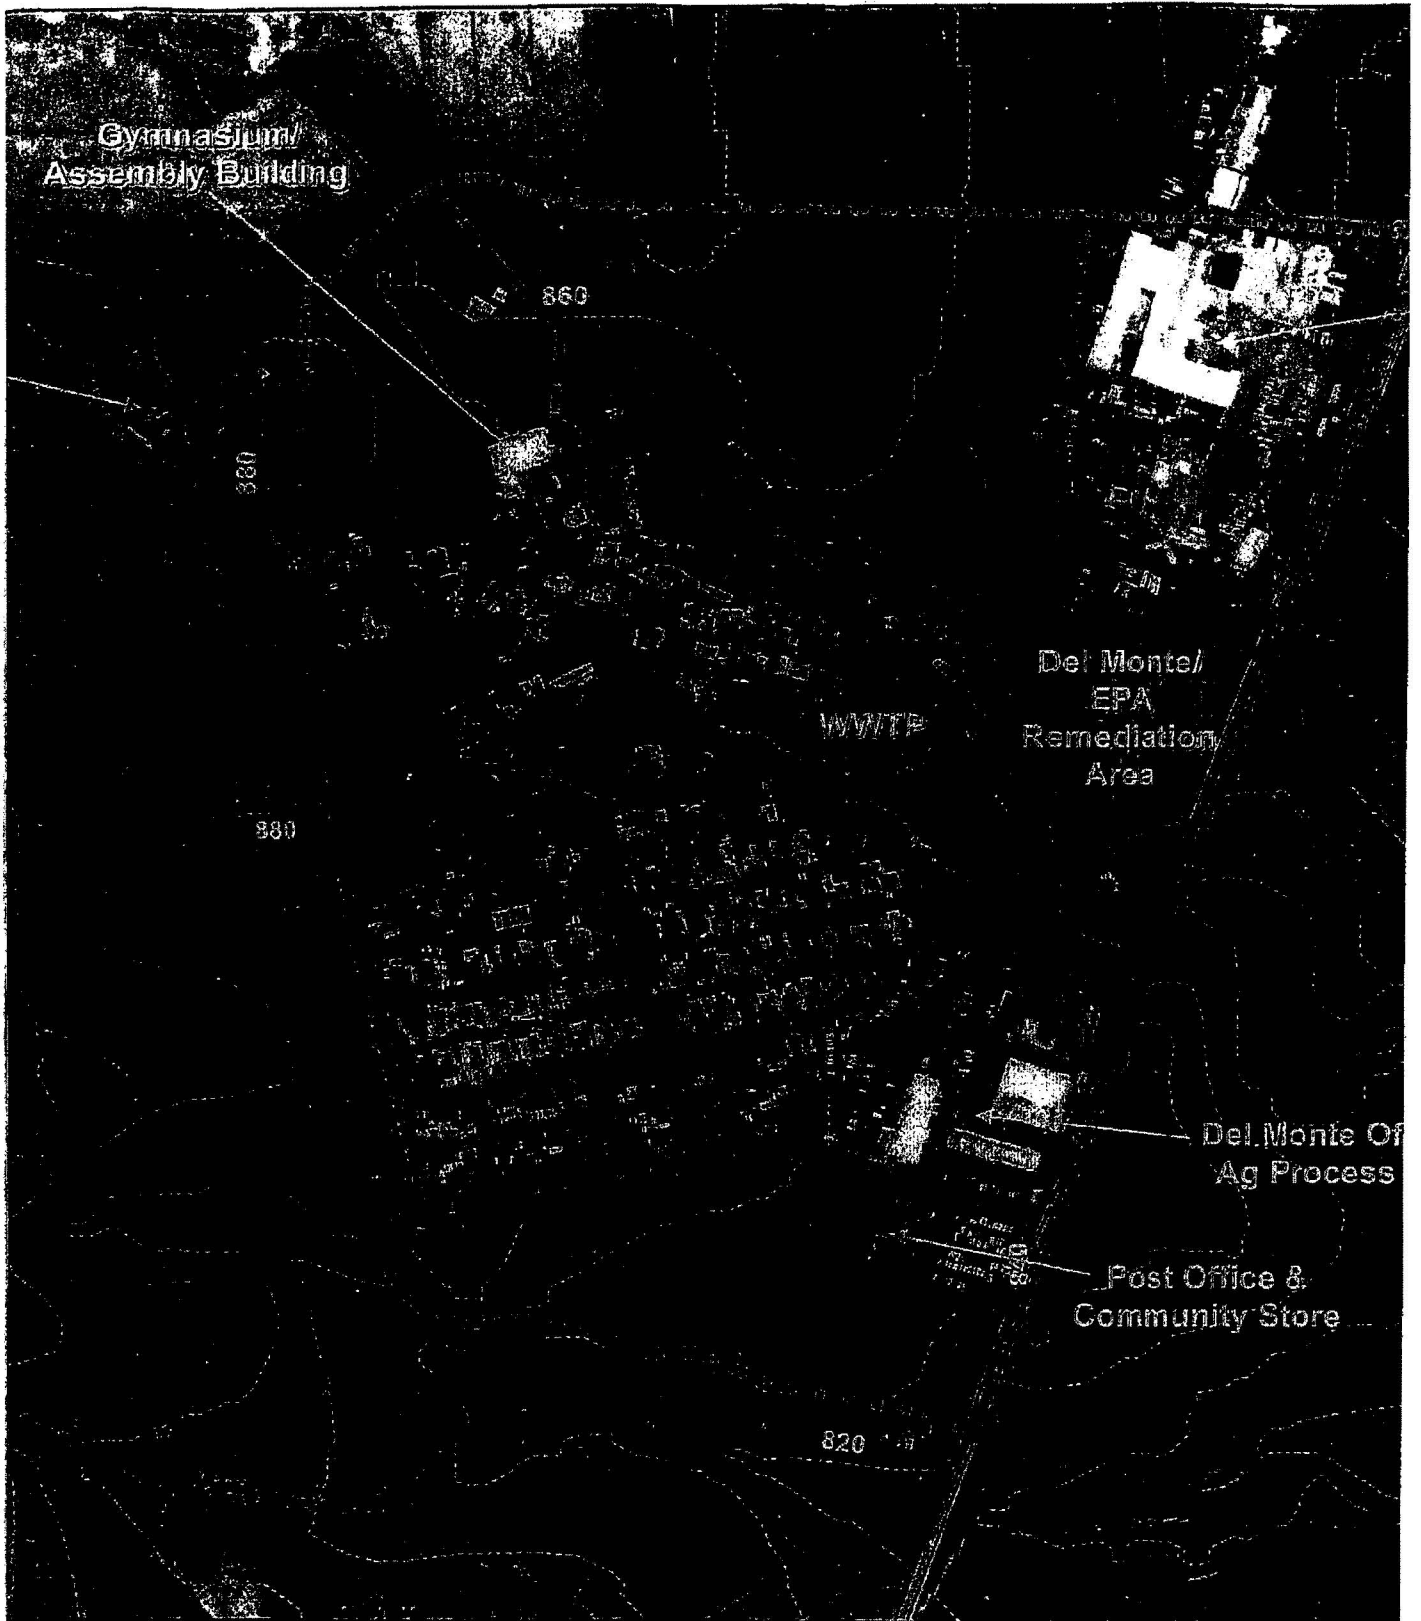 Gymnasium/
Assembly Building
860
880
Del Monte/
EPA
Remediation
Area
WWTP
880
Del Monte Of
Ag Process
Post Office &
Community Store
820